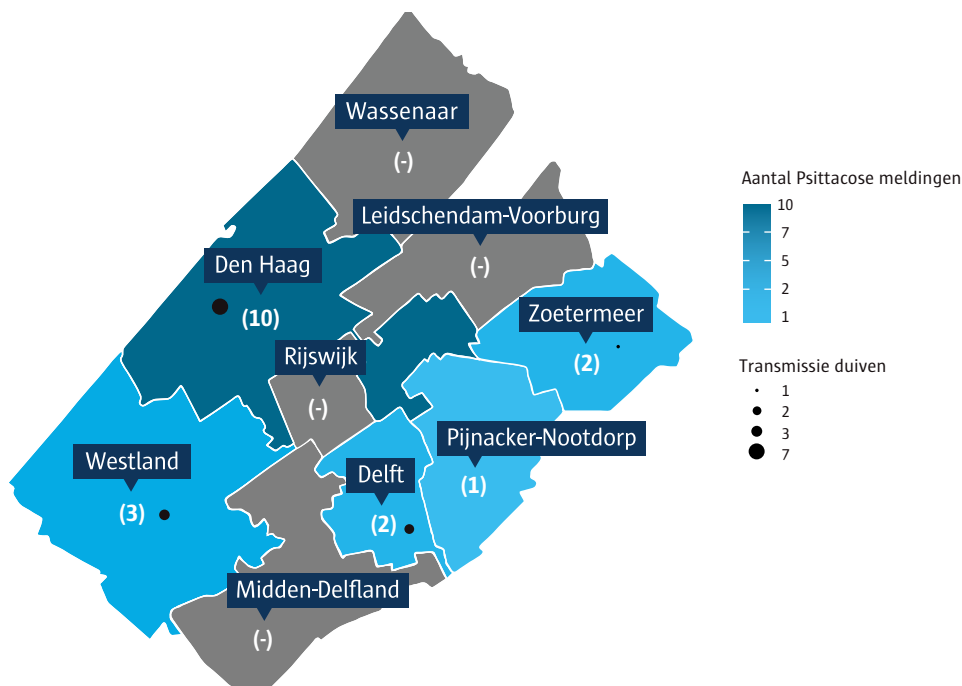 Wassenaar
(-)
Leidschendam-Voorburg
(-)
Den Haag
(10)
Zoetermeer
(2)
Rijswijk
(-)
Pijnacker-Nootdorp
(1)
Westland
(3)
Delft
(2)
Midden-Delfland
(-)
Aantal Psittacose meldingen
10
7
5
2
1
Transmissie duiven
1
2
3
7